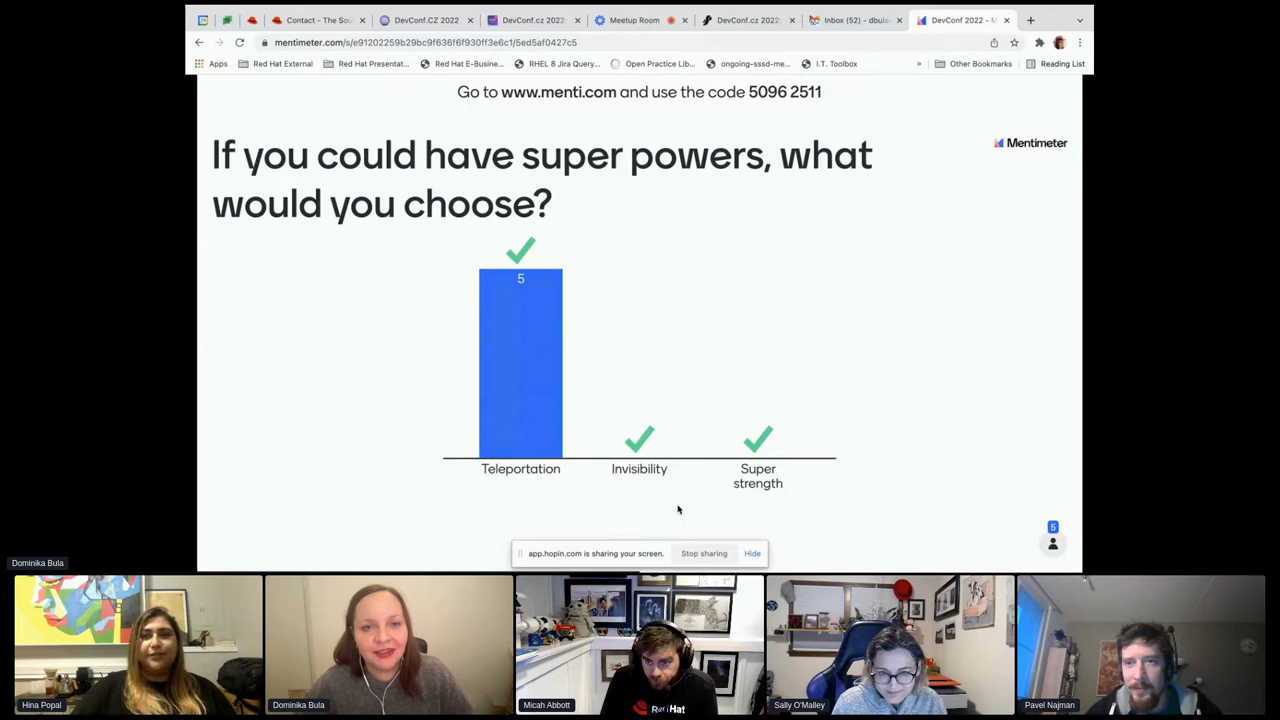 Contact - The Sou
DevConf.CZ 2022
DevConf.cz 2022:
Meetup Room
DevConf.cz 2022:
Inbox (52) - dbula
DevConf 2022 - M
mentimeter.com/s/e91202259b29bc9f636f6f930ff3e6c1/5ed5af0427c5
Apps
Red Hat External
Red Hat Presentat...
Red Hat E-Busine...
RHEL 8 Jira Query...
Open Practice Lib...
ongoing-sssd-me...
I.T. Toolbox
»
Other Bookmarks
Reading List
Go to www.menti.com and use the code 5096 2511
If you could have super powers, what
would you choose?
Mentimeter
5
Teleportation
Invisibility
Super
strength
5
app.hopin.com is sharing your screen.
Stop sharing
Hide
Dominika Bula
Hina Popal
Dominika Bula
Micah Abbott
Red Hat
Sally O'Malley
Pavel Najman